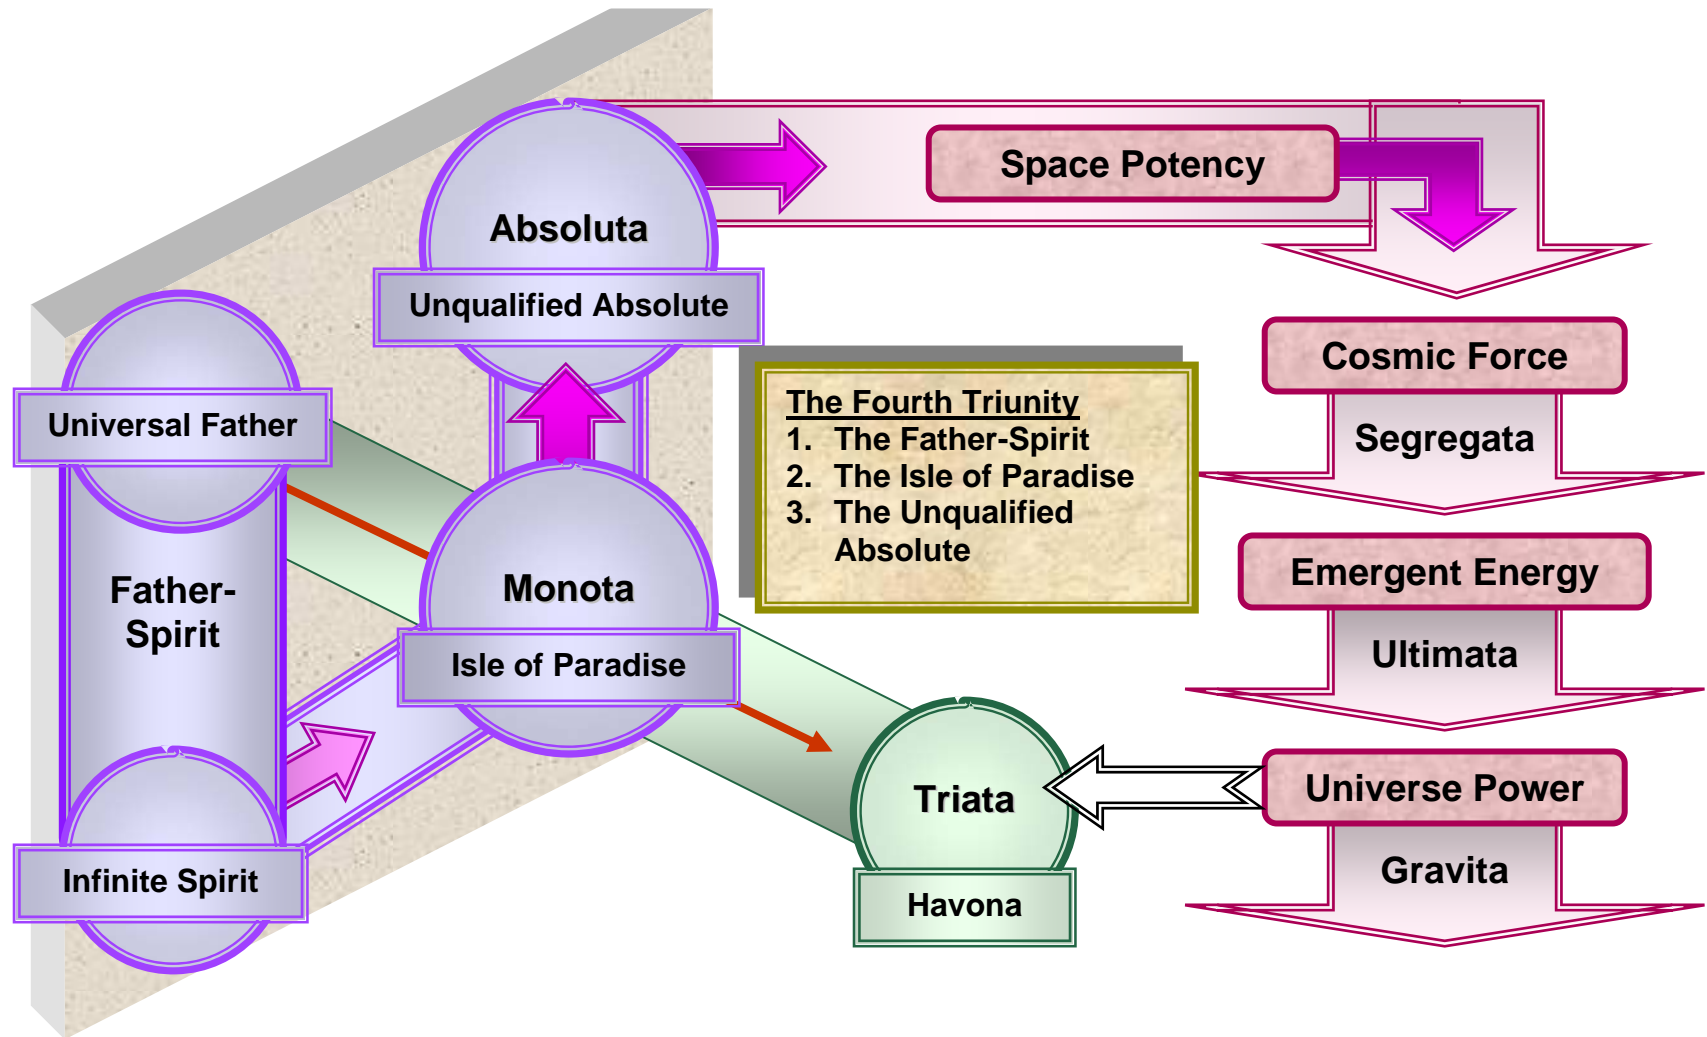 Space Potency
Absoluta
Unqualified Absolute
Cosmic Force
Segregata
Universal Father
The Fourth Triunity
1. The Father-Spirit
2. The Isle of Paradise
3. The Unqualified
Absolute
Emergent Energy
Ultimata
Father-
Spirit
Monota
Isle of Paradise
Triata
Havona
Universe Power
Gravita
Infinite Spirit